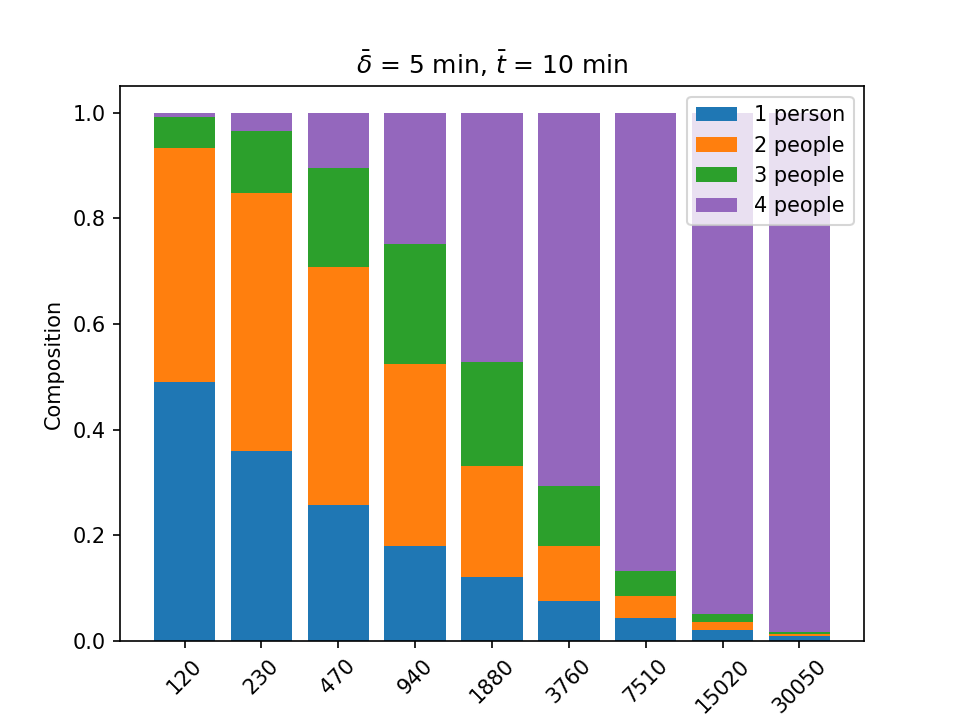 δ̄ = 5 min, t̄ = 10 min
1.0
0.8
0.6
0.4
0.2
0.0
Composition
1 person
2 people
3 people
4 people
120
230
470
940
1880
3760
7510
15020
30050